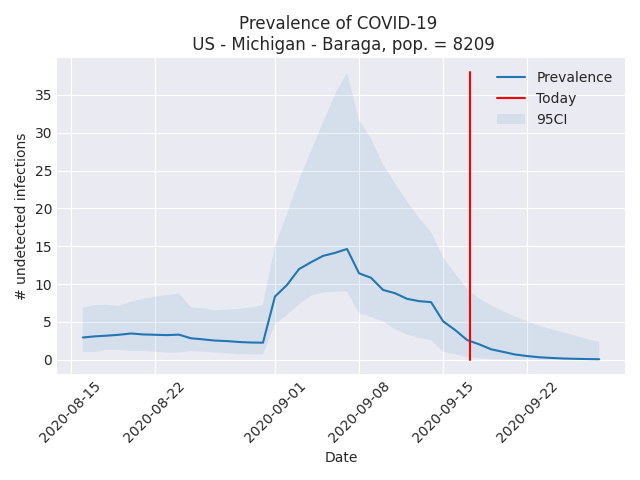 Prevalence of COVID-19
US - Michigan - Baraga, pop. = 8209
Prevalence
Today
95CI
# undetected infections
35
30
25
20
15
10
5
0
2020-08-15
2020-08-22
2020-09-01
2020-09-08
2020-09-15
2020-09-22
Date